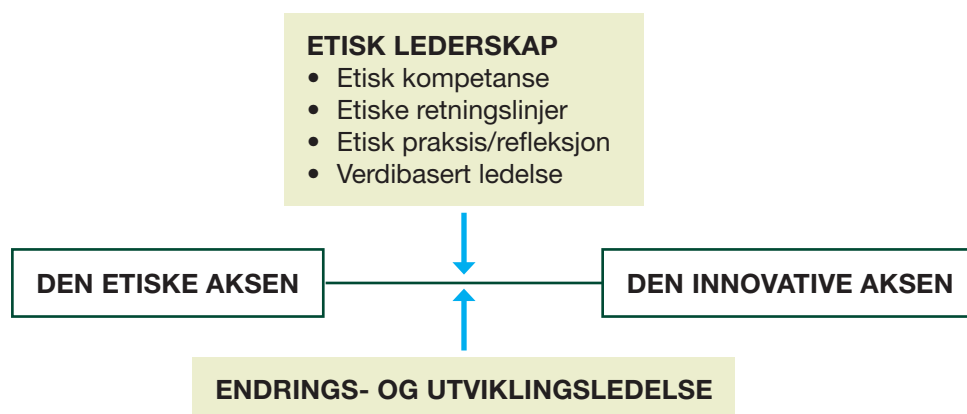 ETISK LEDERSKAP
• Etisk kompetanse
• Etiske retningslinjer
• Etisk praksis/refleksjon
• Verdibasert ledelse
DEN ETISKE AKSEN
DEN INNOVATIVE AKSEN
ENDRINGS- OG UTVIKLINGSLEDELSE